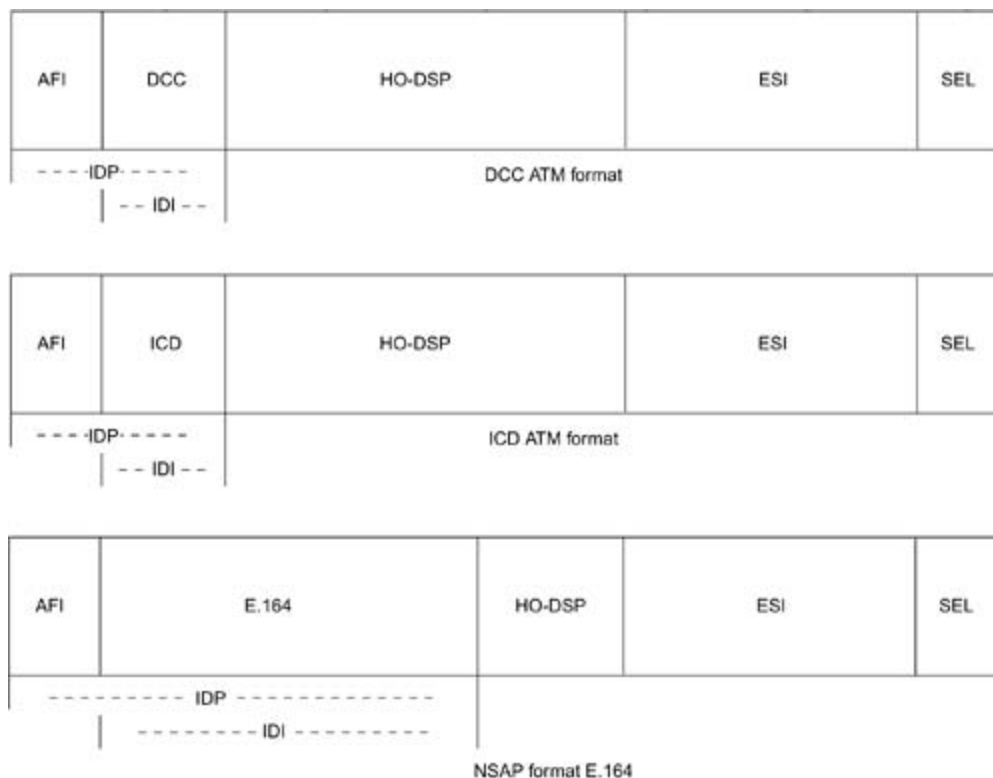 AFI DCC HO-DSP ESI SEL
IDP
DCC ATM format
IDI
AFI ICD HO-DSP ESI SEL
IDP
ICD ATM format
IDI
AFI E.164 HO-DSP ESI SEL
IDP
IDI
NSAP format E.164